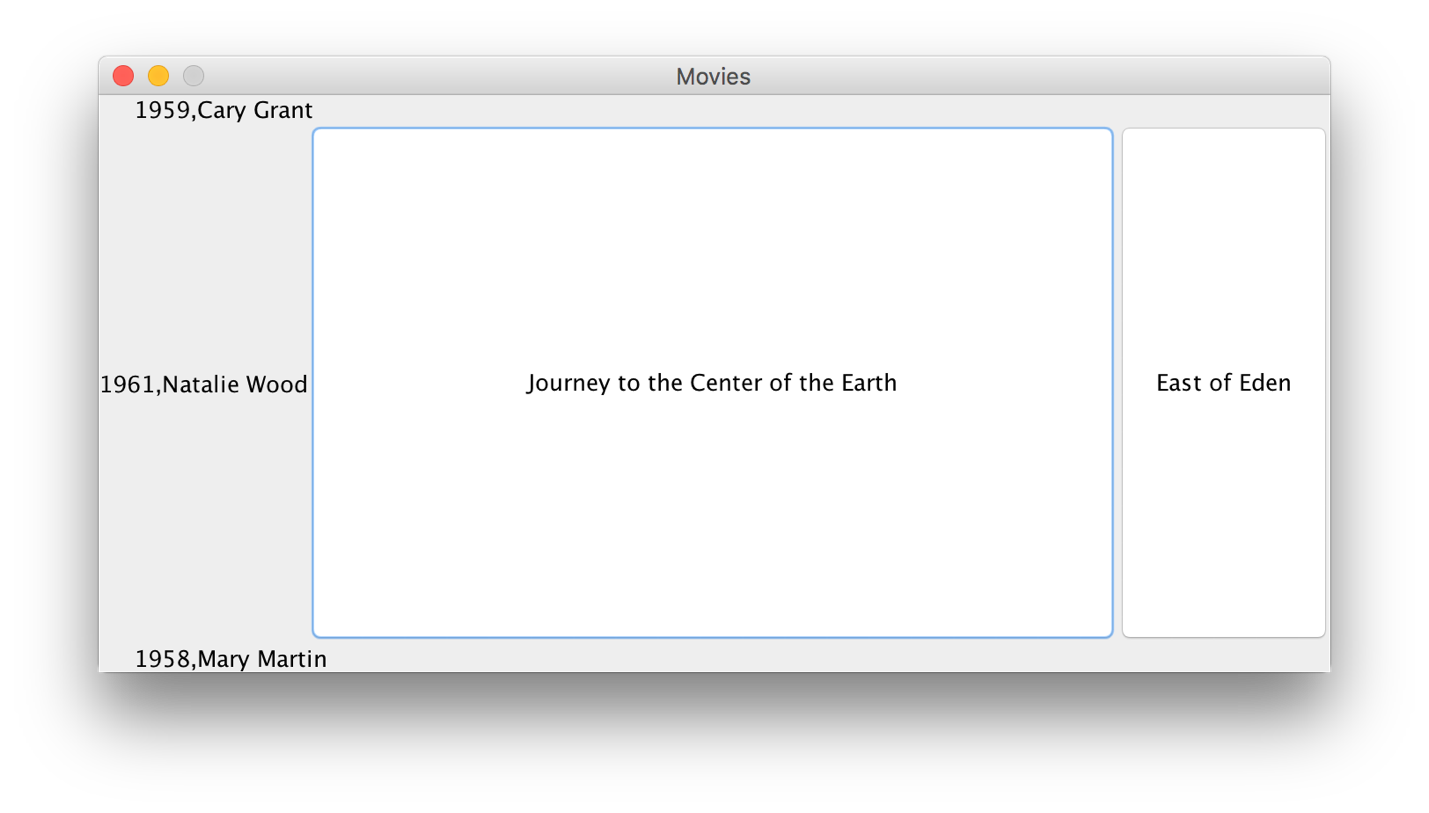 Movies
1959,Cary Grant
1961,Natalie Wood
Journey to the Center of the Earth
East of Eden
1958,Mary Martin